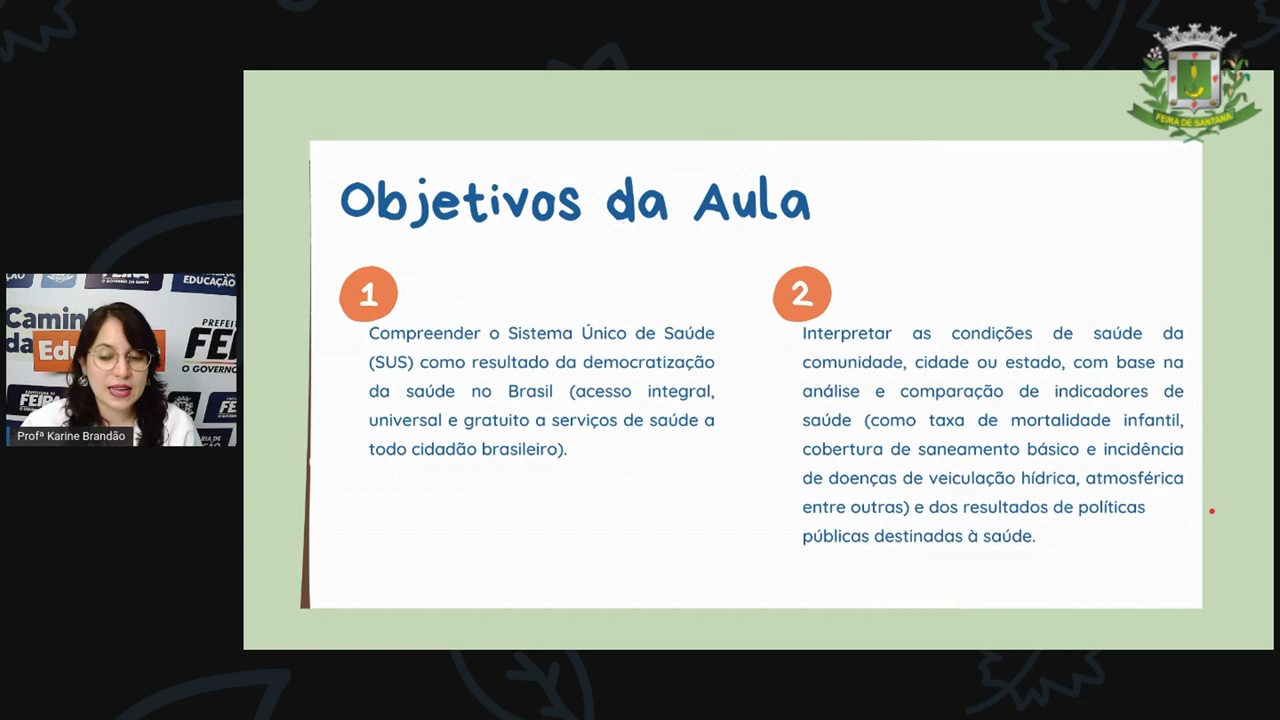 FEIRA DE SANTANA
Objetivos da Aula
1
Compreender o Sistema Único de Saúde
(SUS) como resultado da democratização
da saúde no Brasil (acesso integral,
universal e gratuito a serviços de saúde a
todo cidadão brasileiro).
2
Interpretar as condições de saúde da
comunidade, cidade ou estado, com base na
análise e comparação de indicadores de
saúde (como taxa de mortalidade infantil,
cobertura de saneamento básico e incidência
de doenças de veiculação hídrica, atmosférica
entre outras) e dos resultados de políticas
públicas destinadas à saúde.
EDUCAÇÃO
Profª Karine Brandão